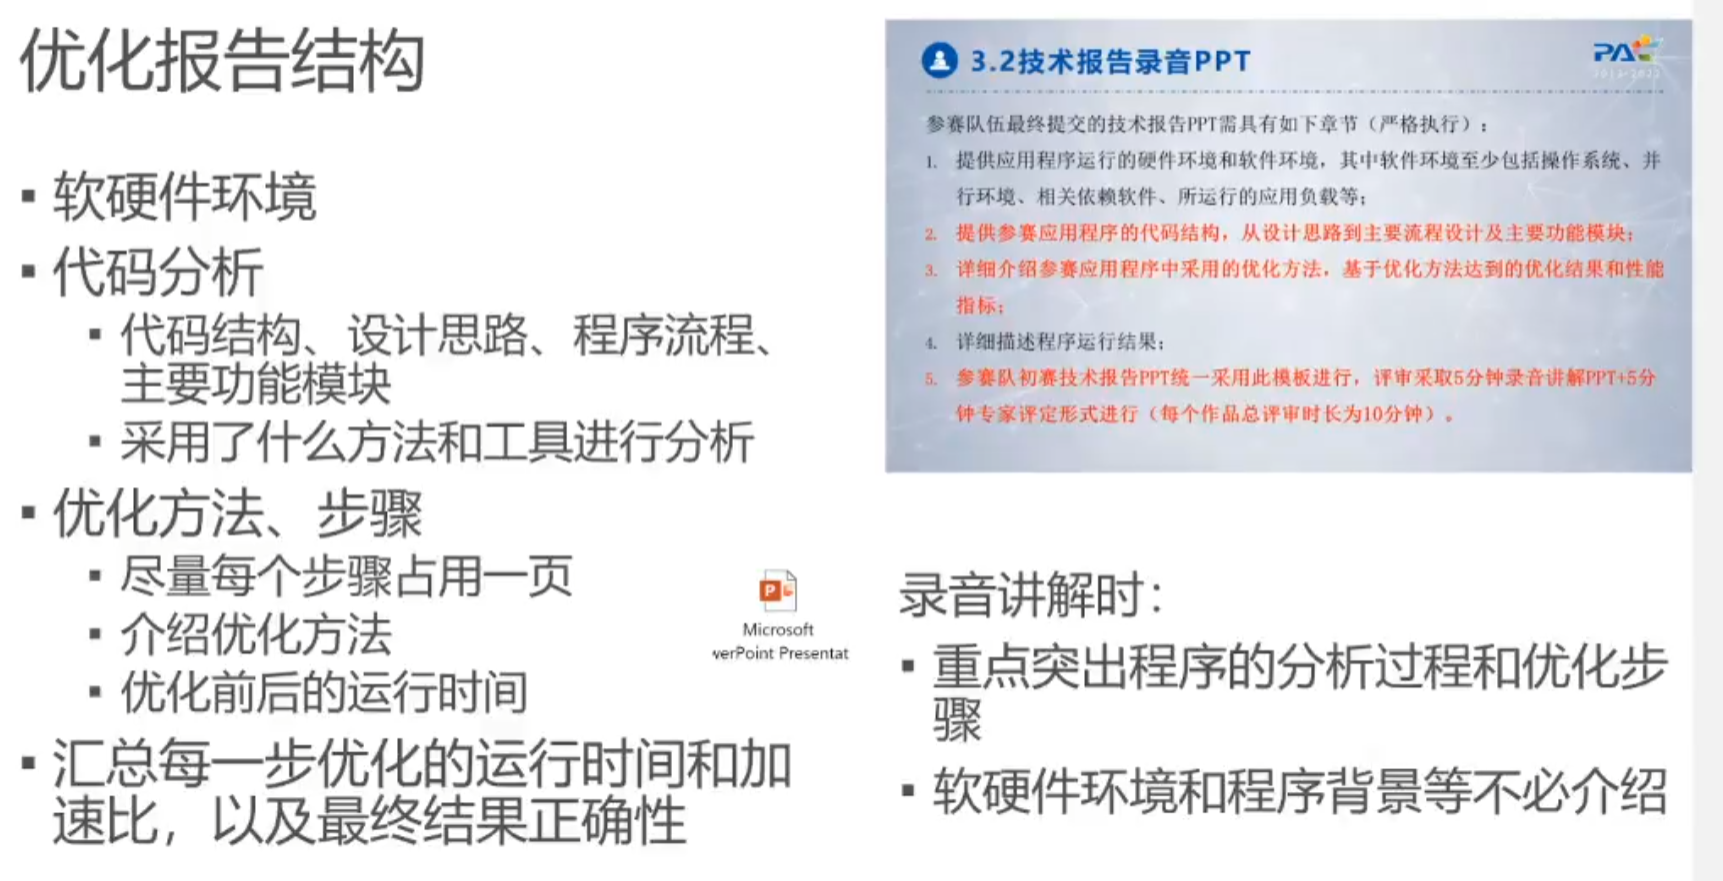 优化报告结构
▪ 软硬件环境
▪ 代码分析
▪ 代码结构、设计思路、程序流程、
主要功能模块
▪ 采用了什么方法和工具进行分析
▪ 优化方法、步骤
▪ 尽量每个步骤占用一页
▪ 介绍优化方法
▪ 优化前后的运行时间
▪ 汇总每一步优化的运行时间和加
速比，以及最终结果正确性
Microsoft
werPoint Presentat
3.2技术报告录音PPT
PAC
参赛队伍最终提交的技术报告PPT需具有如下章节（严格执行）：
1. 提供应用程序运行的硬件环境和软件环境，其中软件环境至少包括操作系统、并
行环境、相关依赖软件、所运行的应用负载等；
2. 提供参赛应用程序的代码结构，从设计思路到主要流程设计及主要功能模块；
3. 详细介绍参赛应用程序中采用的优化方法，基于优化方法达到的优化结果和性能
指标；
4. 详细描述程序运行结果；
5. 参赛队初赛技术报告PPT统一采用此模板进行，评审采取5分钟录音讲解PPT+5分
钟专家评定形式进行（每个作品总评审时长为10分钟）。
录音讲解时：
▪ 重点突出程序的分析过程和优化步
骤
▪ 软硬件环境和程序背景等不必介绍